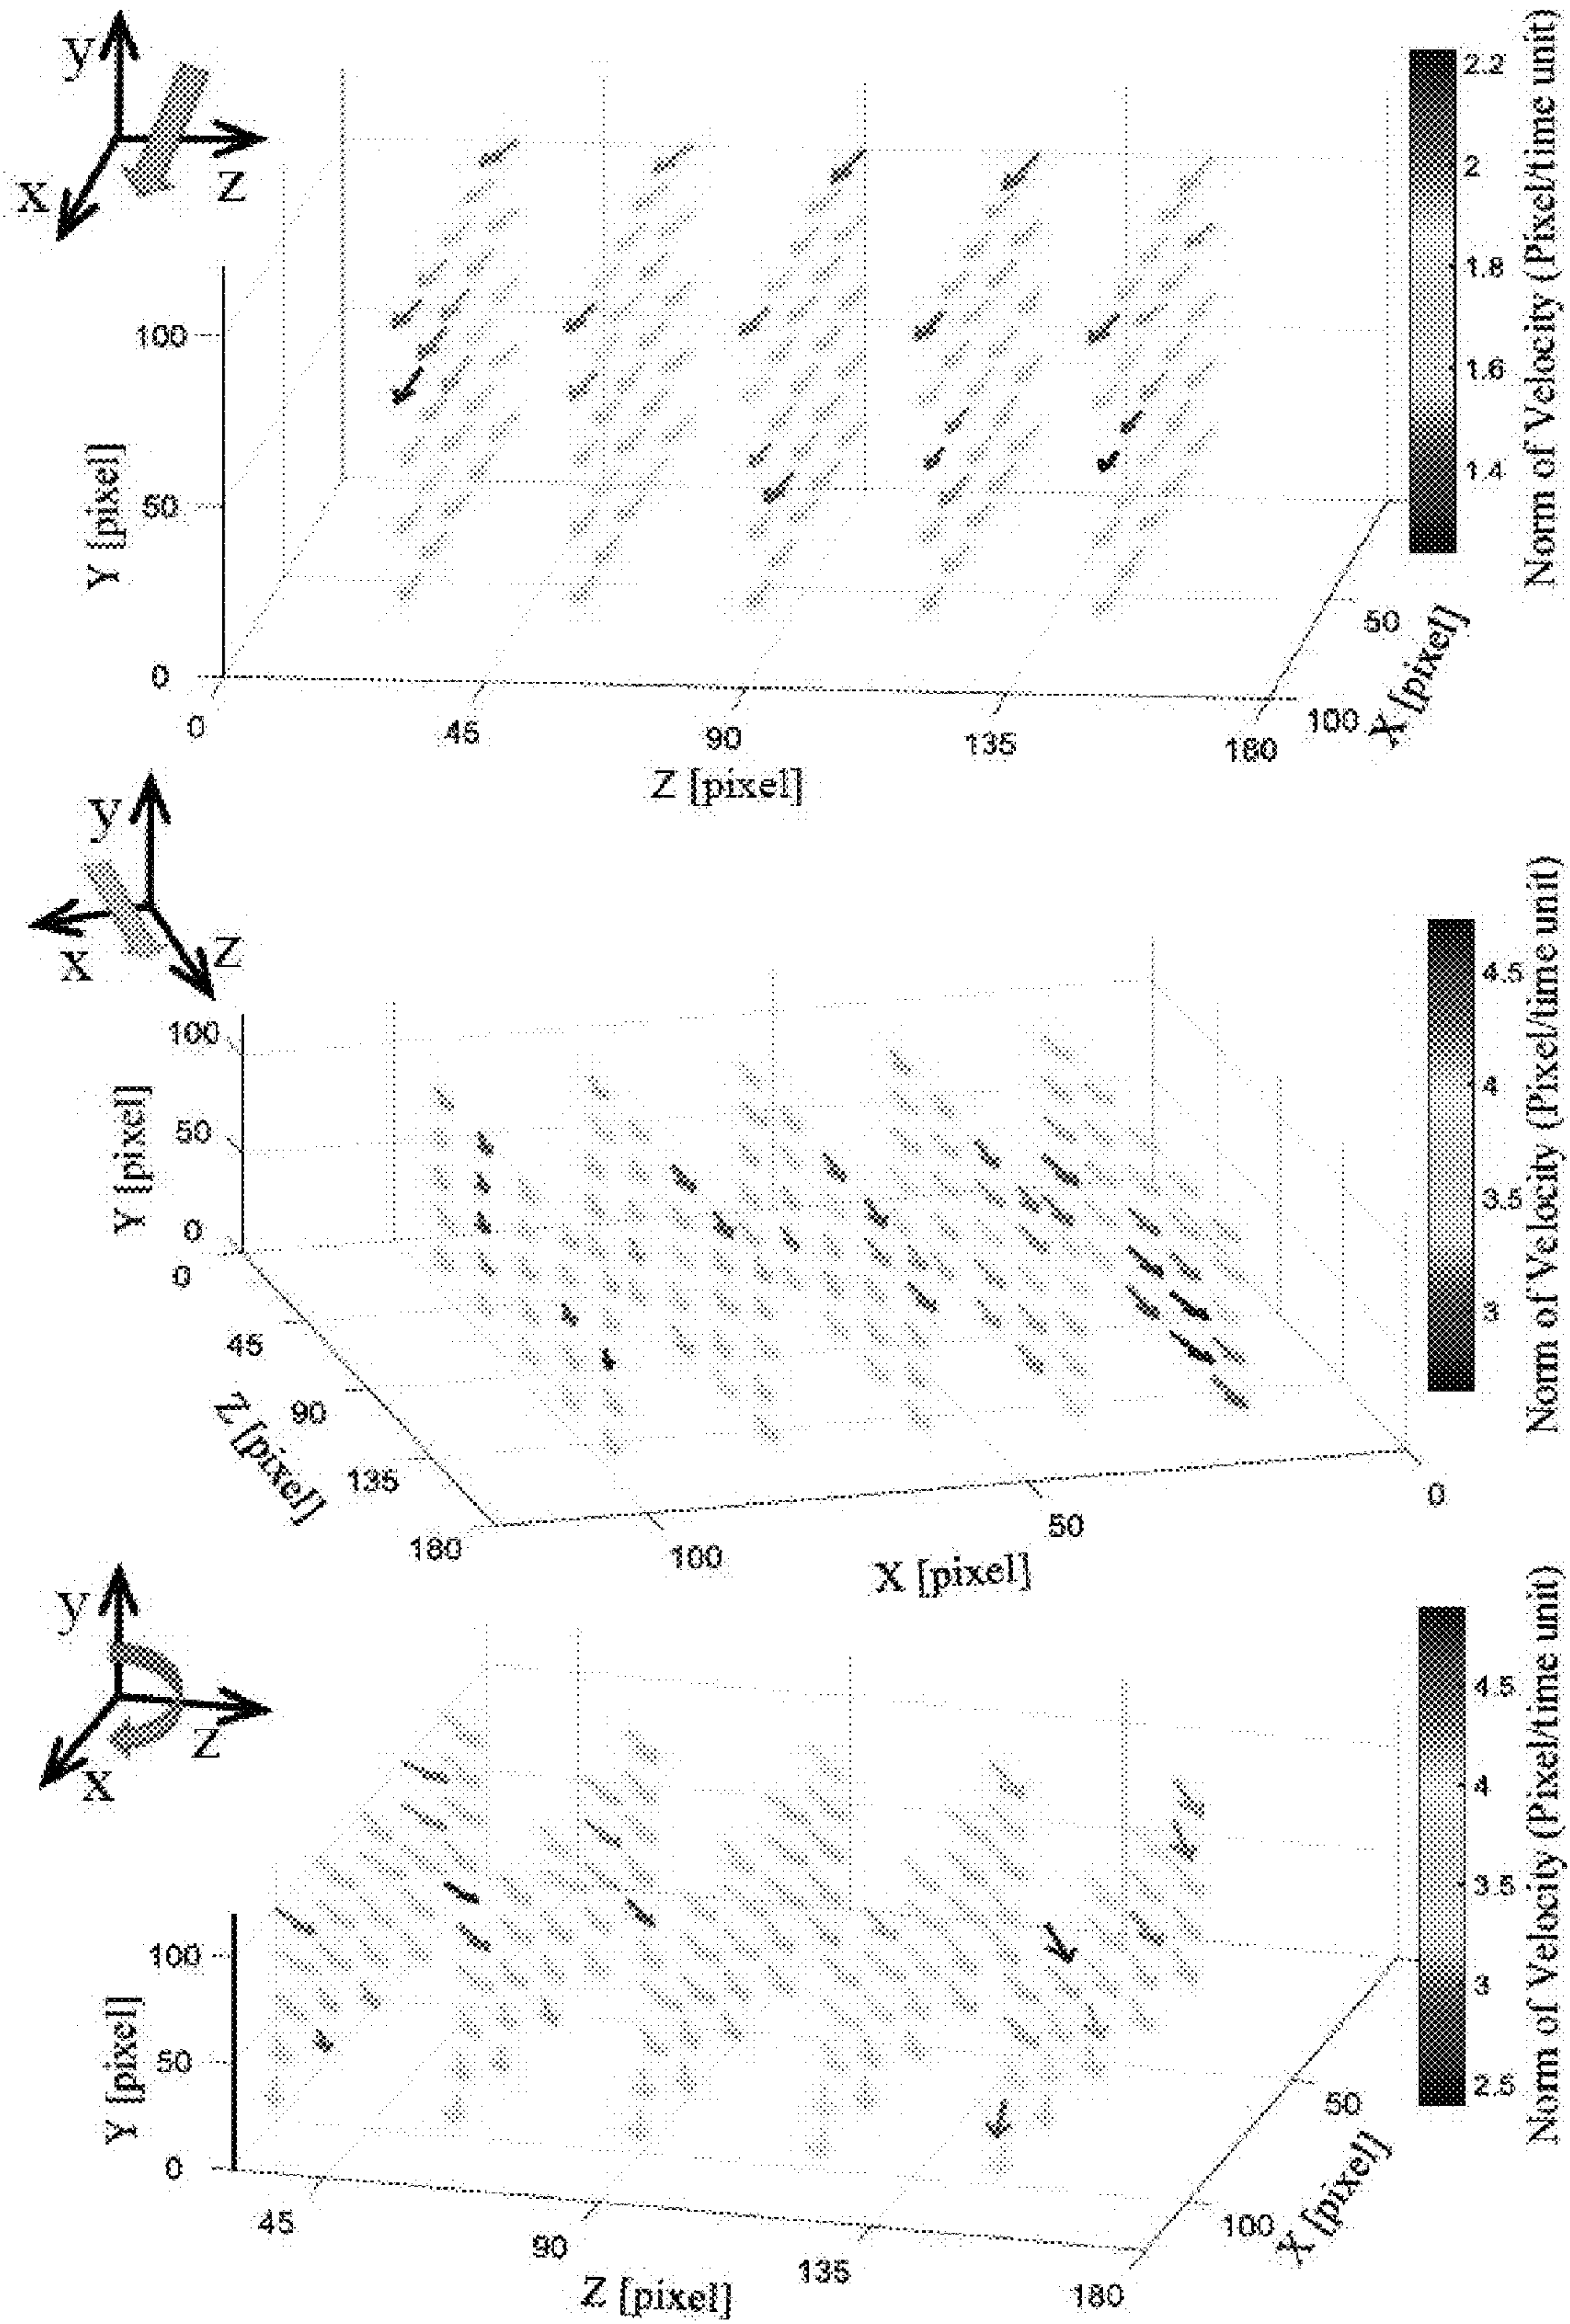 y
x
z
Y [pixel]
100
50
0
0
45
90
135
180
Z [pixel]
50
100
X [pixel]
2.2
2
1.8
1.6
1.4
Norm of Velocity (Pixel/time unit)
y
x
z
Y [pixel]
100
50
0
0
45
90
135
180
Z [pixel]
100
50
0
X [pixel]
4.5
4
3.5
3
Norm of Velocity (Pixel/time unit)
y
x
z
Y [pixel]
100
50
0
45
90
135
180
Z [pixel]
50
100
X [pixel]
4.5
4
3.5
3
2.5
Norm of Velocity (Pixel/time unit)